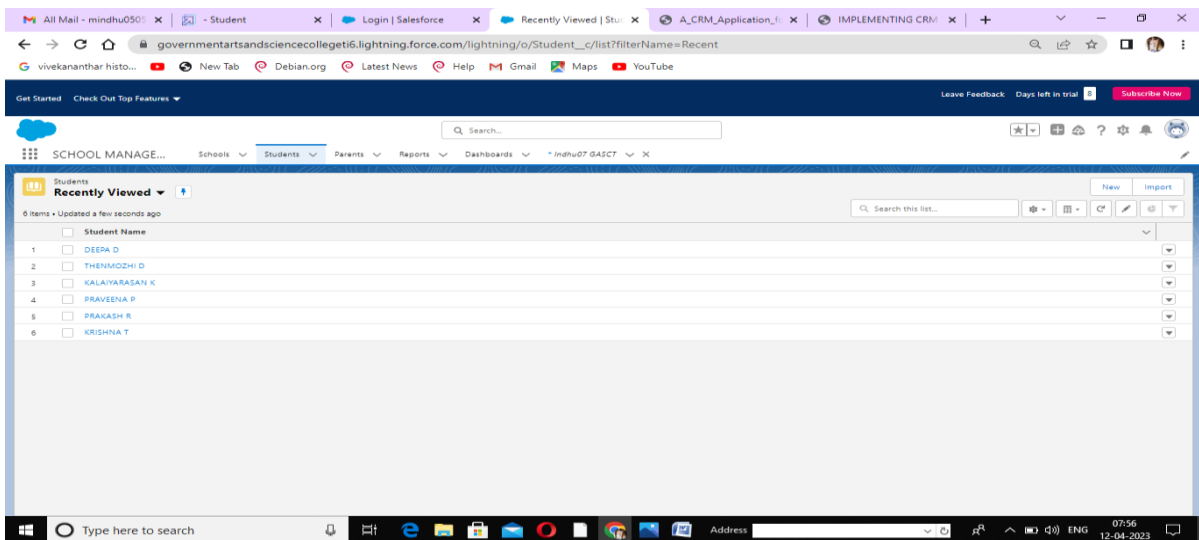 All Mail - mindhu0505
- Student
Login | Salesforce
Recently Viewed | Stud
A_CRM_Application_fo
IMPLEMENTING CRM
governmentartsandsciencecollegeti6.lightning.force.com/lightning/o/Student__c/list?filterName=Recent
vivekananthar histo...
New Tab
Debian.org
Latest News
Help
Gmail
Maps
YouTube
Get Started
Check Out Top Features
Leave Feedback
Days left in trial
8
Subscribe Now
Search...
SCHOOL MANAGE...
Schools
Students
Parents
Reports
Dashboards
* Indhu07 GASCT
Students
Recently Viewed
New
Import
6 items • Updated a few seconds ago
Search this list...
Student Name
1 DEEPA D
2 THENMOZHI D
3 KALAIYARASAN K
4 PRAVEENA P
5 PRAKASH R
6 KRISHNA T
Type here to search
Address
ENG
07:56
12-04-2023